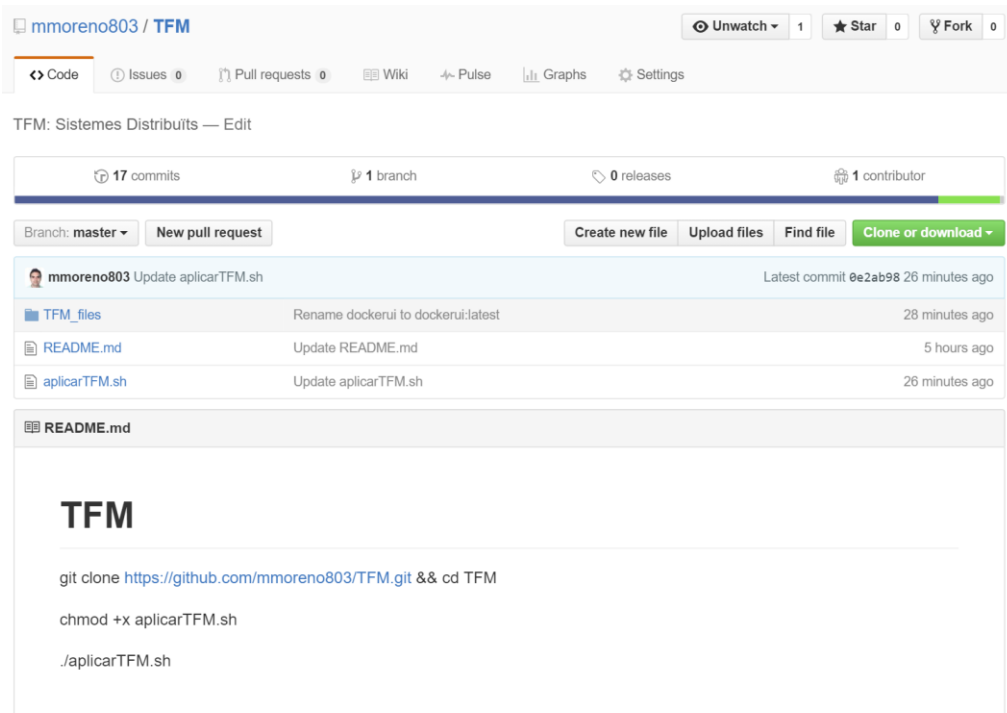 mmoreno803 / TFM Unwatch 1 Star 0 Fork 0
Code Issues 0 Pull requests 0 Wiki Pulse Graphs Settings
TFM: Sistemes Distribuïts — Edit
17 commits 1 branch 0 releases 1 contributor
Branch: master New pull request Create new file Upload files Find file Clone or download
mmoreno803 Update aplicarTFM.sh Latest commit 0e2ab98 26 minutes ago
TFM_files Rename dockerui to dockerui:latest 28 minutes ago
README.md Update README.md 5 hours ago
aplicarTFM.sh Update aplicarTFM.sh 26 minutes ago
README.md
TFM
git clone https://github.com/mmoreno803/TFM.git && cd TFM
chmod +x aplicarTFM.sh
./aplicarTFM.sh